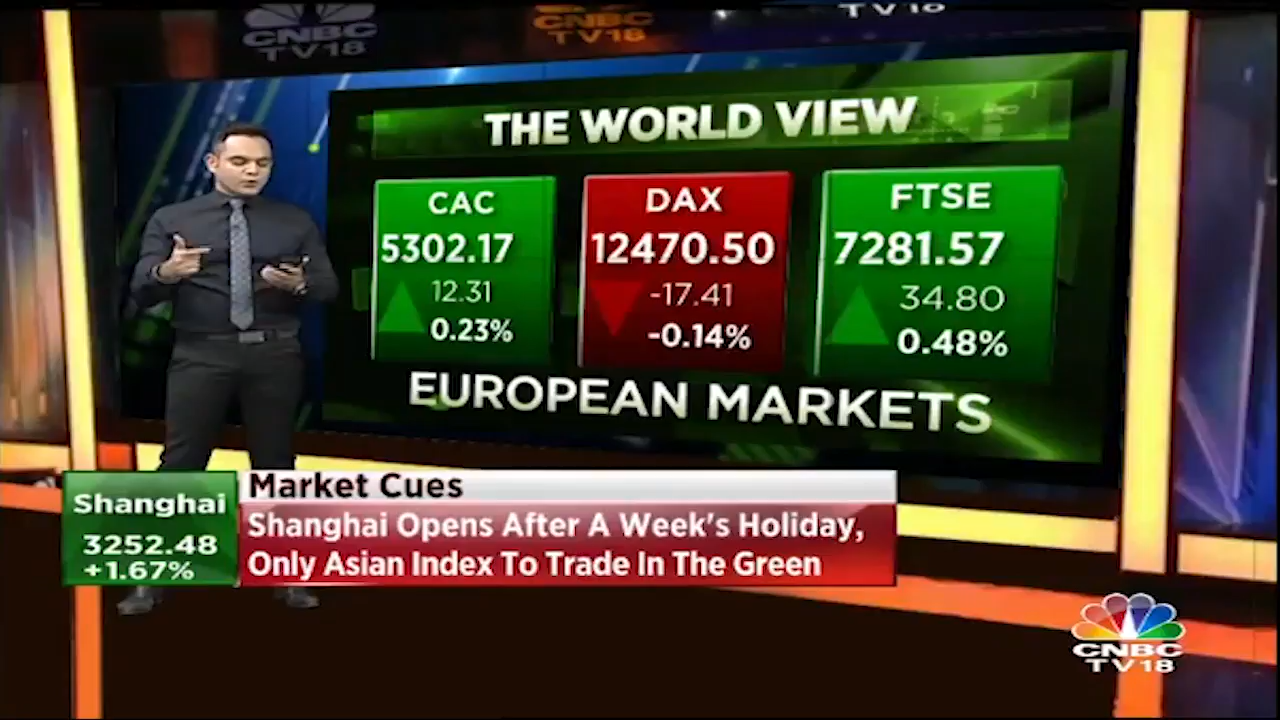 CNBC
TV18
CNBC
TV18
TV18
THE WORLD VIEW
CAC
5302.17
12.31
0.23%
DAX
12470.50
-17.41
-0.14%
FTSE
7281.57
34.80
0.48%
EUROPEAN MARKETS
Shanghai
3252.48
+1.67%
Market Cues
Shanghai Opens After A Week's Holiday,
Only Asian Index To Trade In The Green
CNBC
TV18